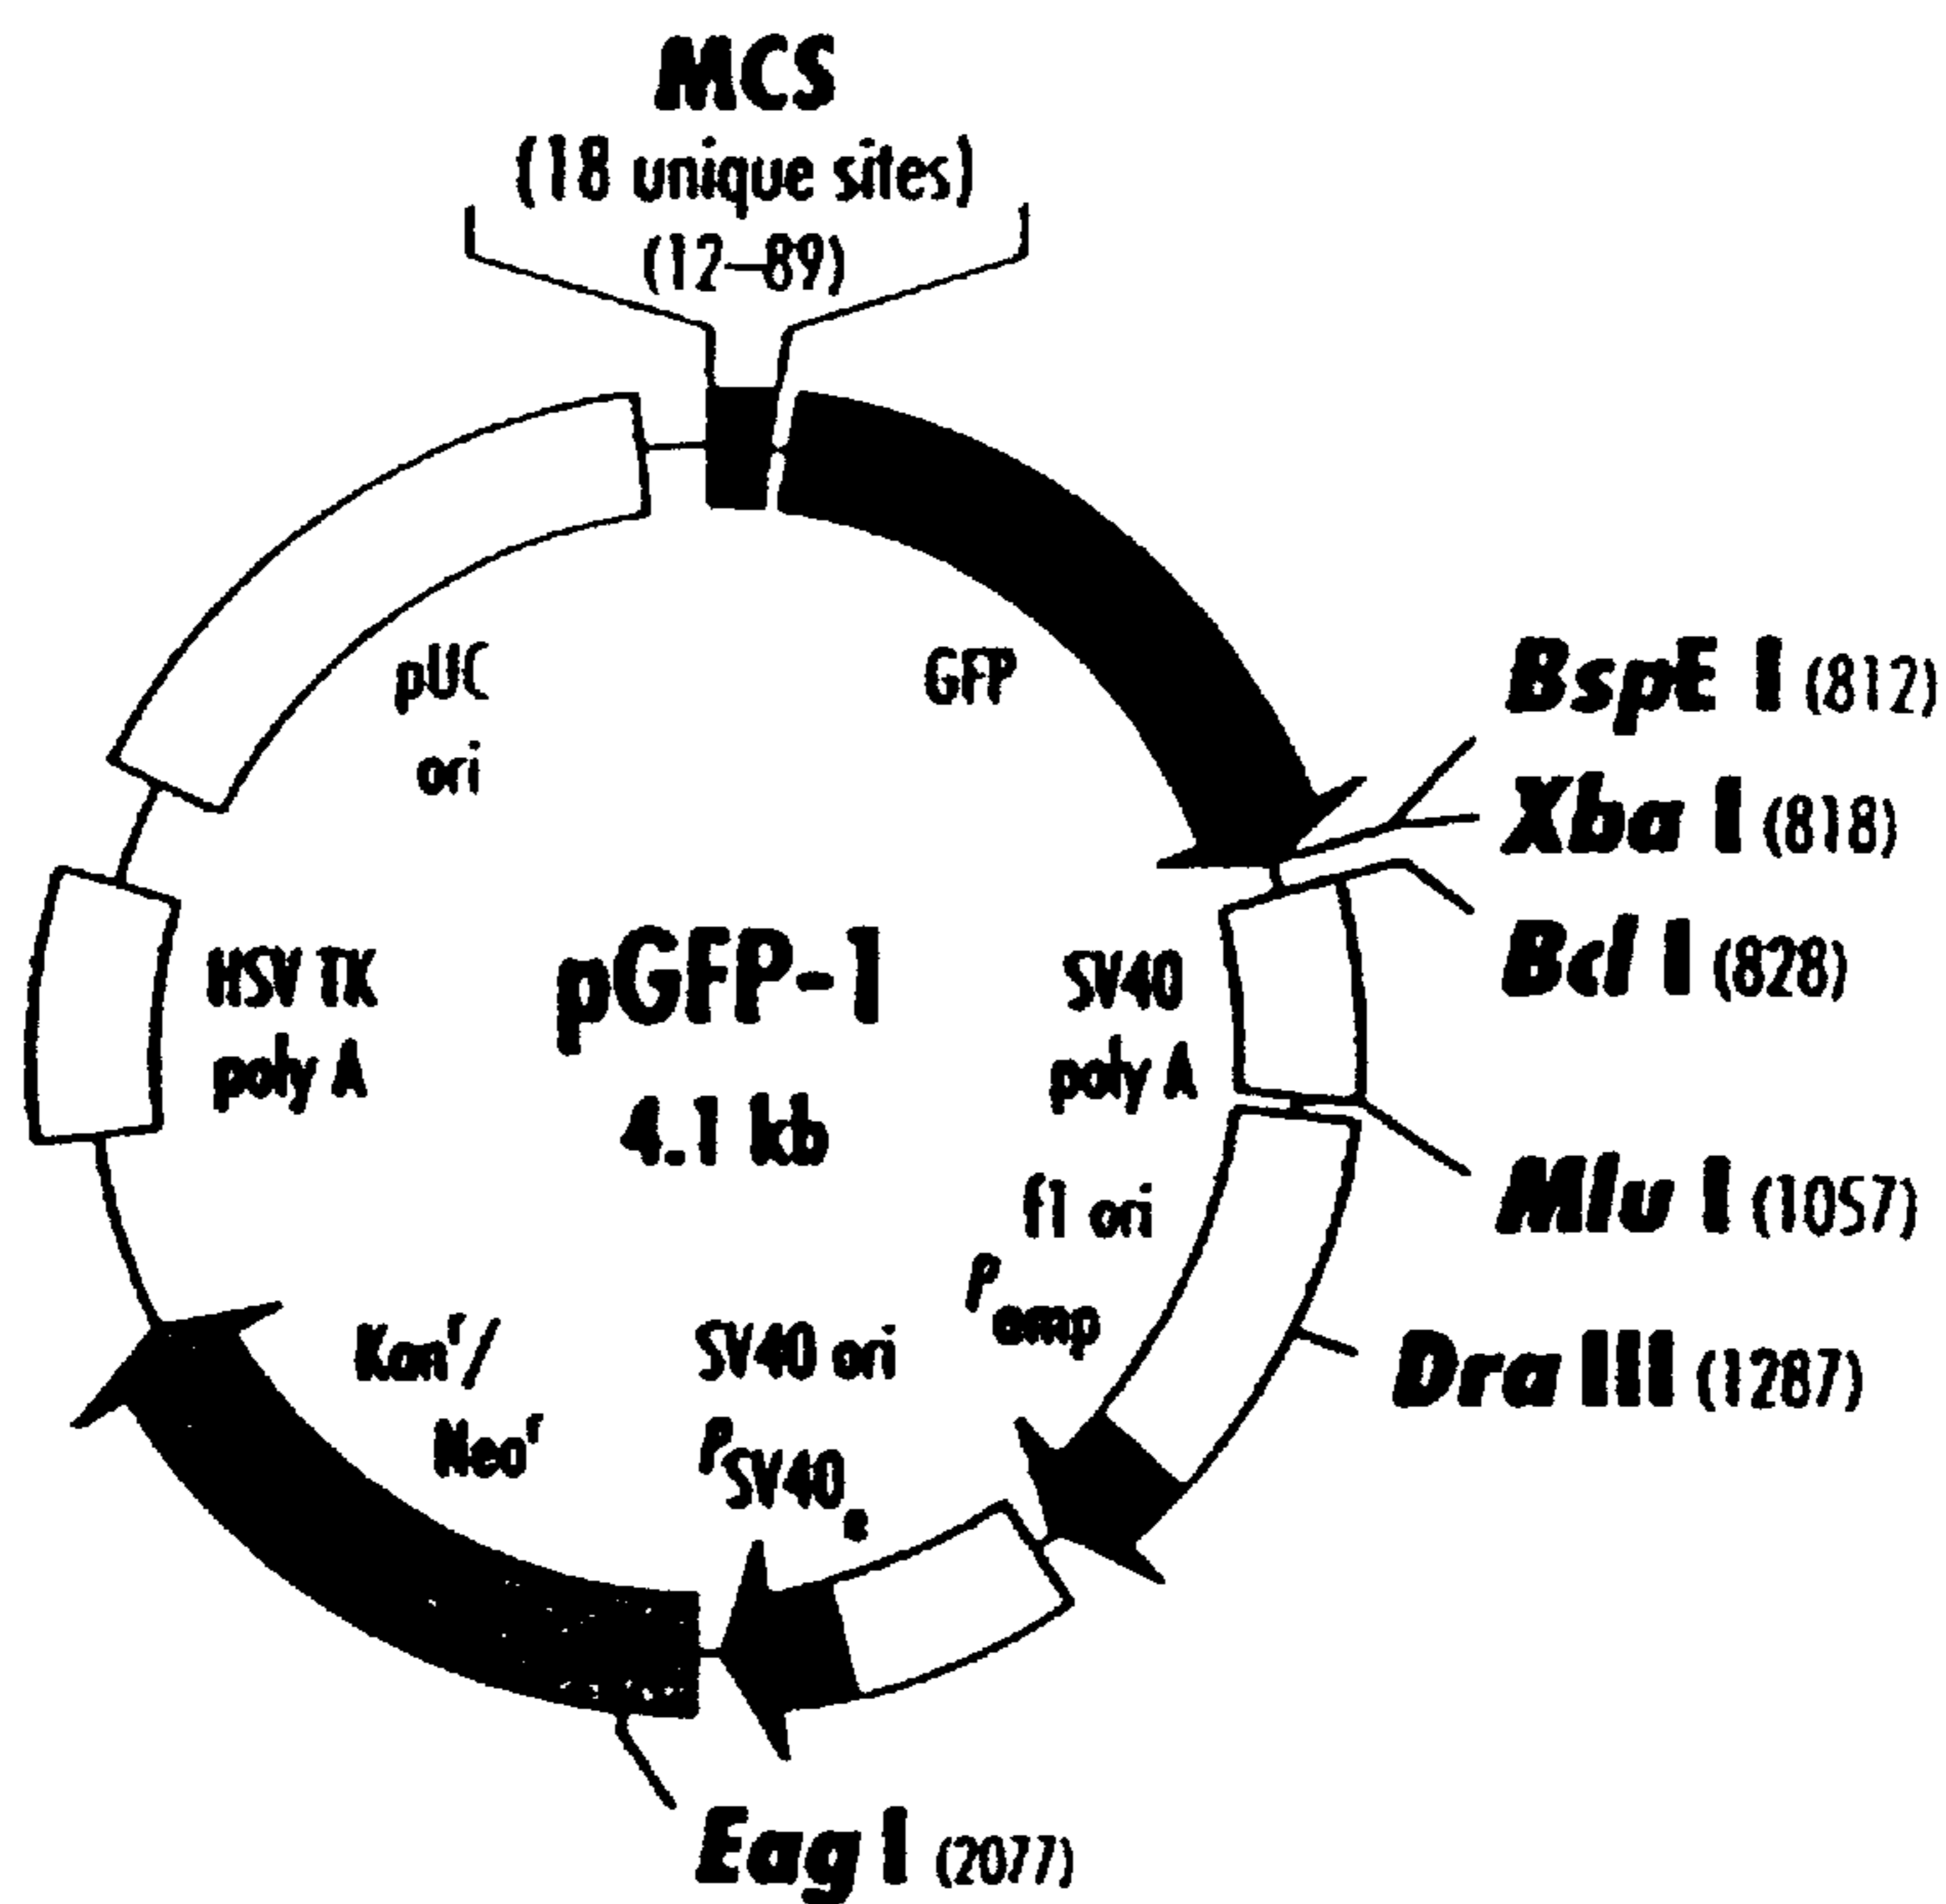 MCS
(18 unique sites)
(12–89)
pUC
ori
GFP
BspE I (812)
Xba I (818)
Bcl I (828)
HSV TK
poly A
pGFP-1
4.1 kb
SV40
poly A
Mlu I (1057)
f1 ori
Pamp
Dra III (1287)
Kanʳ/
Neoʳ
SV40 ori
PSV40e
Eag I (2077)